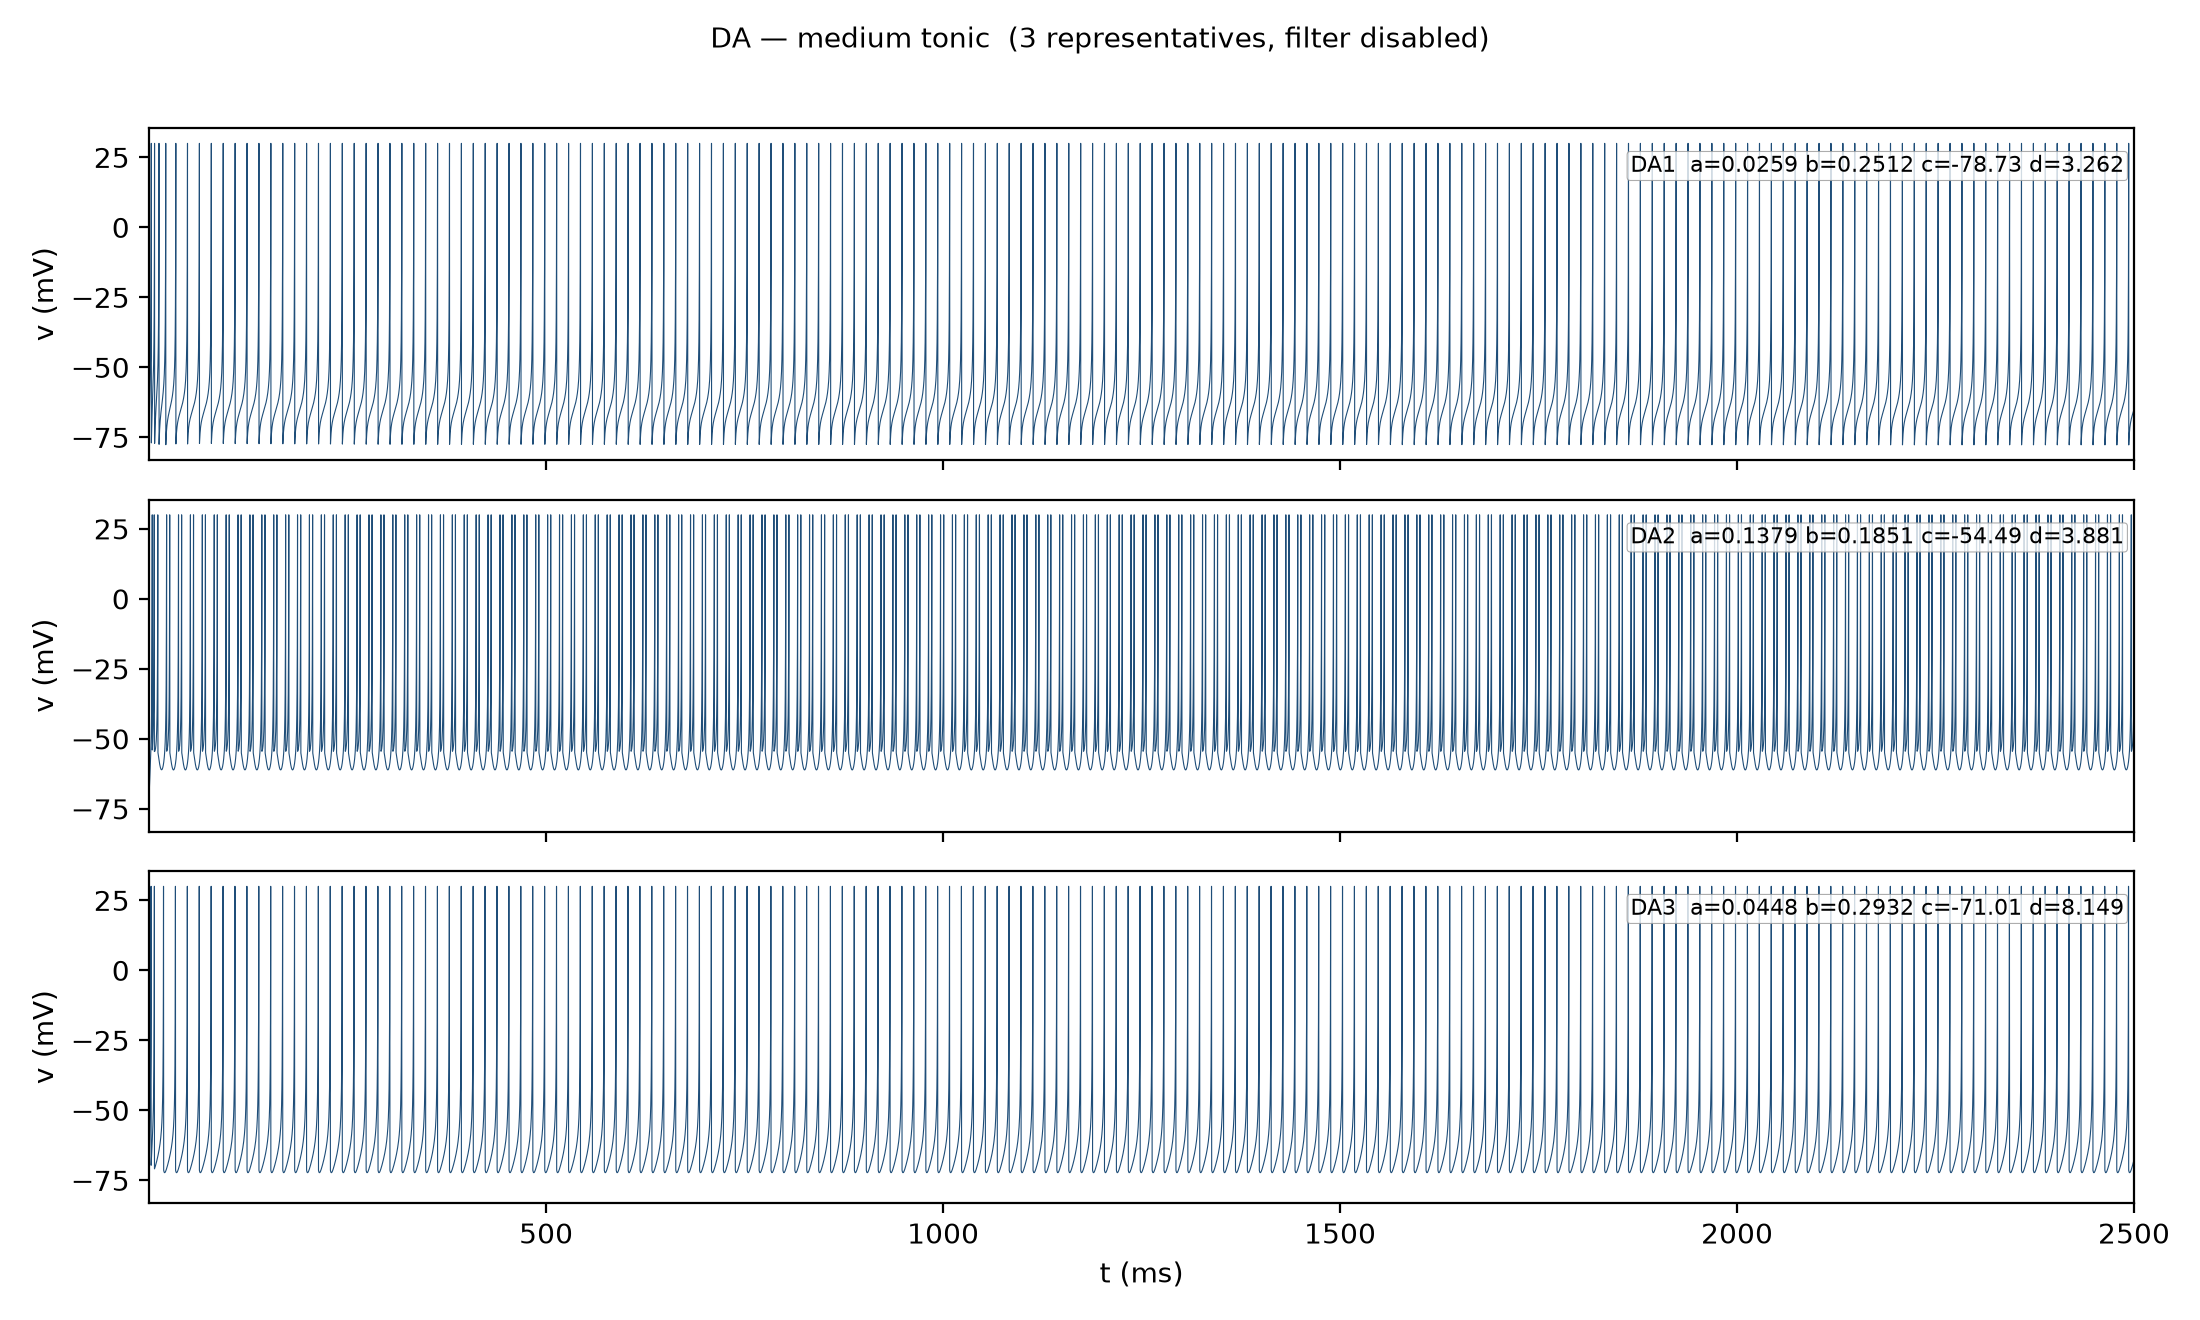 DA — medium tonic  (3 representatives, filter disabled)
25
0
−25
−50
−75
v (mV)
DA1  a=0.0259 b=0.2512 c=-78.73 d=3.262
25
0
−25
−50
−75
v (mV)
DA2  a=0.1379 b=0.1851 c=-54.49 d=3.881
25
0
−25
−50
−75
v (mV)
DA3  a=0.0448 b=0.2932 c=-71.01 d=8.149
500 1000 1500 2000 2500
t (ms)